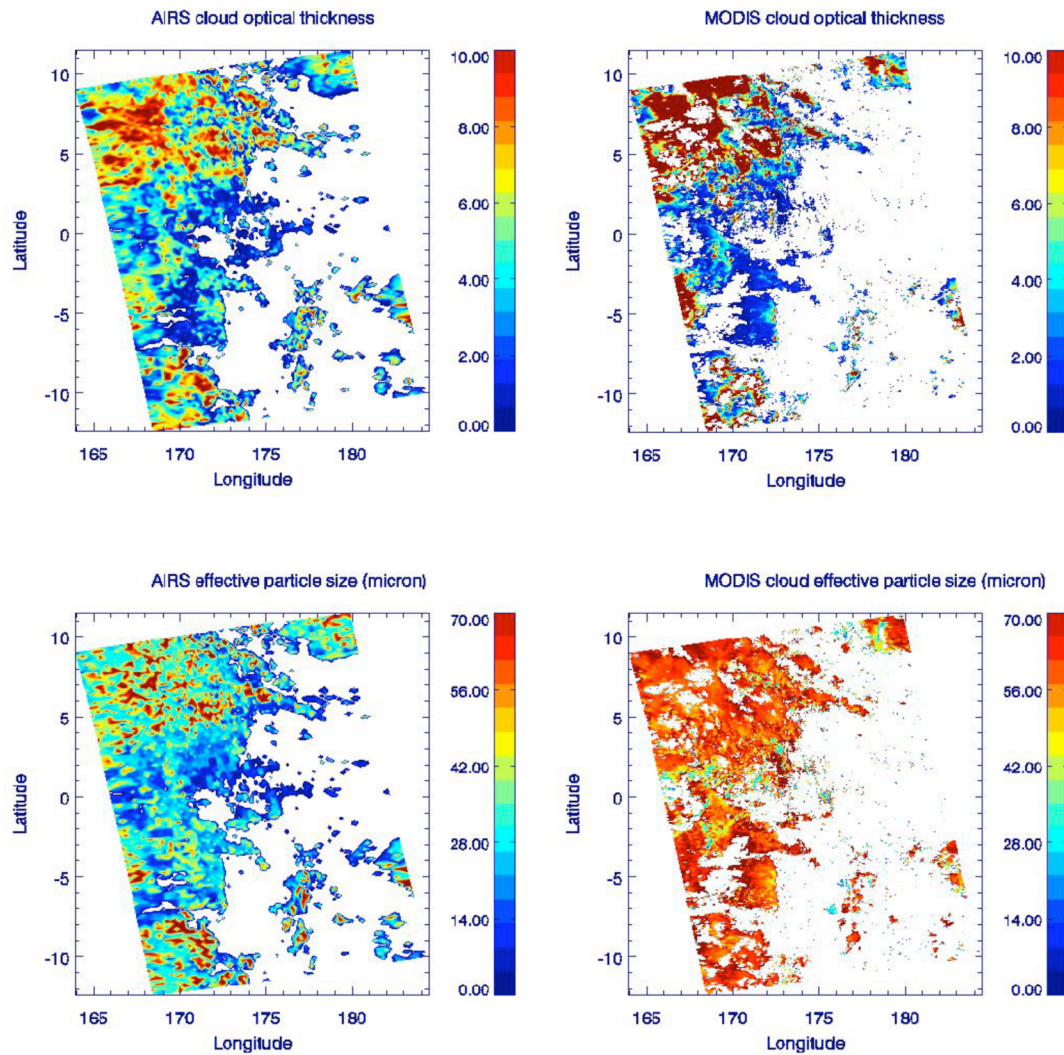 AIRS cloud optical thickness
10
5
0
-5
-10
Latitude
165 170 175 180
Longitude
10.00
8.00
6.00
4.00
2.00
0.00
MODIS cloud optical thickness
10
5
0
-5
-10
Latitude
165 170 175 180
Longitude
10.00
8.00
6.00
4.00
2.00
0.00
AIRS effective particle size (micron)
10
5
0
-5
-10
Latitude
165 170 175 180
Longitude
70.00
56.00
42.00
28.00
14.00
0.00
MODIS cloud effective particle size (micron)
10
5
0
-5
-10
Latitude
165 170 175 180
Longitude
70.00
56.00
42.00
28.00
14.00
0.00